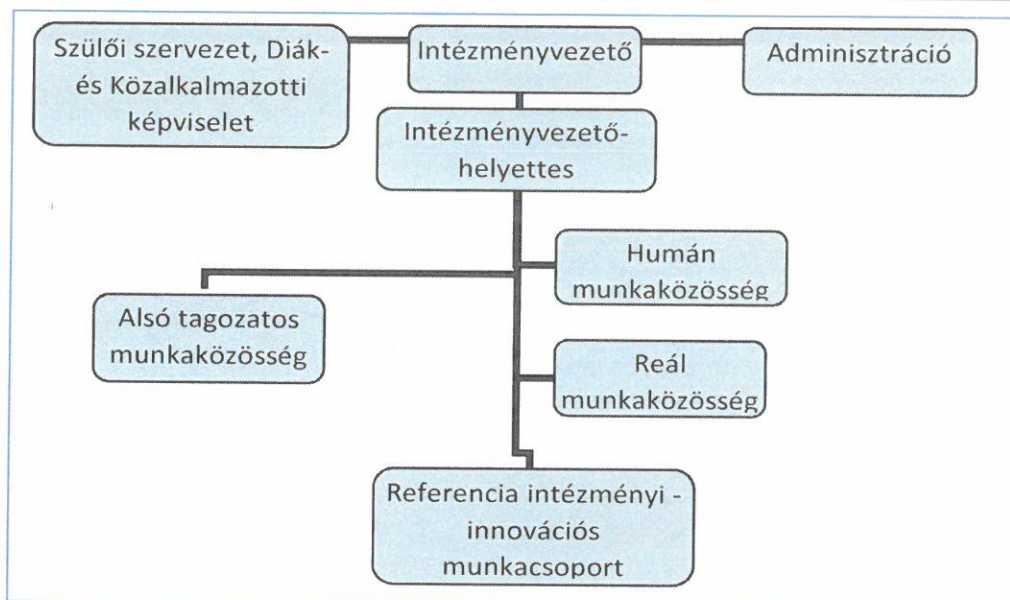 Szülői szervezet, Diák-
és Közalkalmazotti
képviselet
Intézményvezető
Adminisztráció
Intézményvezető-
helyettes
Humán
munkaközösség
Alsó tagozatos
munkaközösség
Reál
munkaközösség
Referencia intézményi -
innovációs
munkacsoport